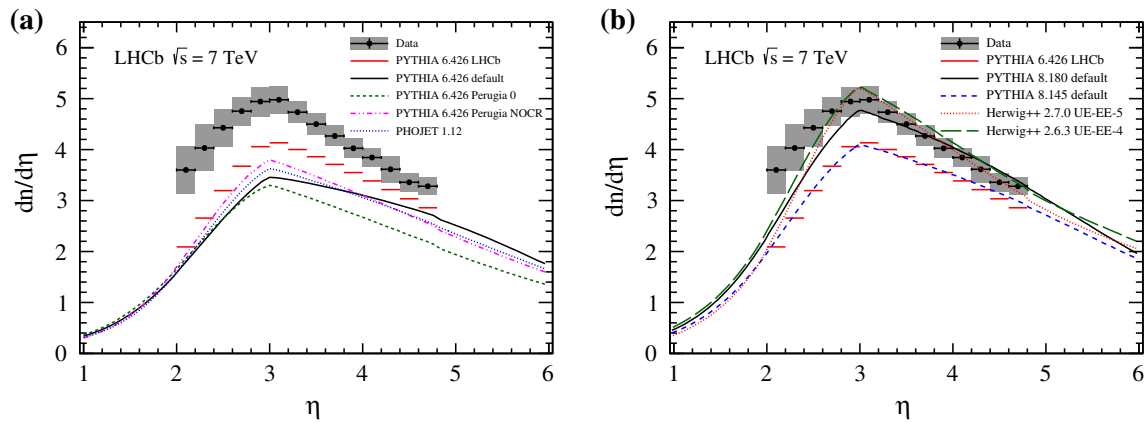 (a)
LHCb √s = 7 TeV
Data
PYTHIA 6.426 LHCb
PYTHIA 6.426 default
PYTHIA 6.426 Perugia 0
PYTHIA 6.426 Perugia NOCR
PHOJET 1.12
dn/dη
6
5
4
3
2
1
0
1 2 3 4 5 6
η
(b)
LHCb √s = 7 TeV
Data
PYTHIA 6.426 LHCb
PYTHIA 8.180 default
PYTHIA 8.145 default
Herwig++ 2.7.0 UE-EE-5
Herwig++ 2.6.3 UE-EE-4
dn/dη
6
5
4
3
2
1
0
1 2 3 4 5 6
η